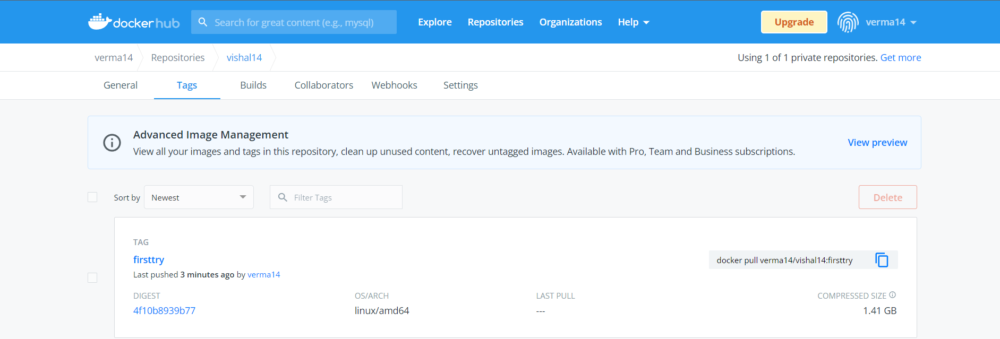 docker hub
Search for great content (e.g., mysql)
Explore
Repositories
Organizations
Help
Upgrade
verma14
verma14
Repositories
vishal14
Using 1 of 1 private repositories. Get more
General
Tags
Builds
Collaborators
Webhooks
Settings
Advanced Image Management
View all your images and tags in this repository, clean up unused content, recover untagged images. Available with Pro, Team and Business subscriptions.
View preview
Sort by
Newest
Filter Tags
Delete
TAG
firsttry
docker pull verma14/vishal14:firsttry
Last pushed 3 minutes ago by verma14
DIGEST
OS/ARCH
LAST PULL
COMPRESSED SIZE
4f10b8939b77
linux/amd64
---
1.41 GB